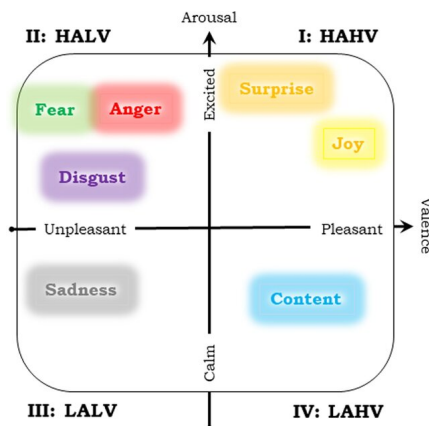 Arousal
II: HALV
I: HAHV
Excited
Surprise
Fear
Anger
Joy
Disgust
Unpleasant
Pleasant
Valence
Sadness
Content
Calm
III: LALV
IV: LAHV